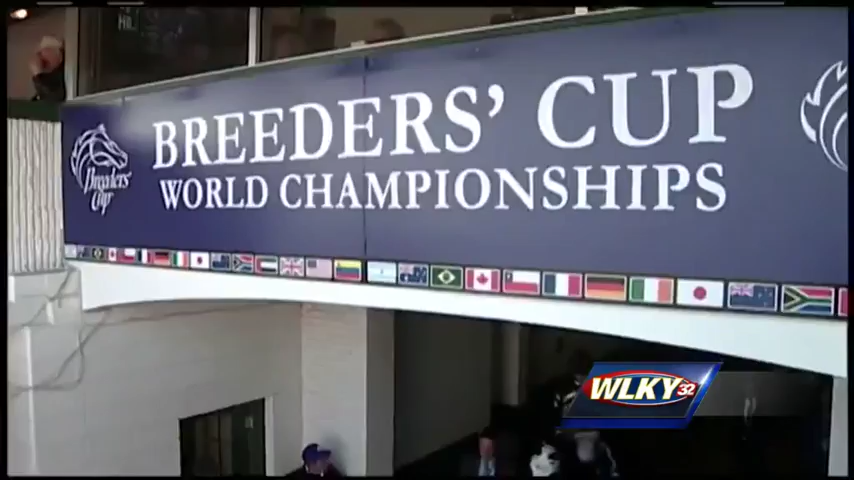 BREEDERS' CUP
WORLD CHAMPIONSHIPS
Breeders'
Cup
WLKY 32